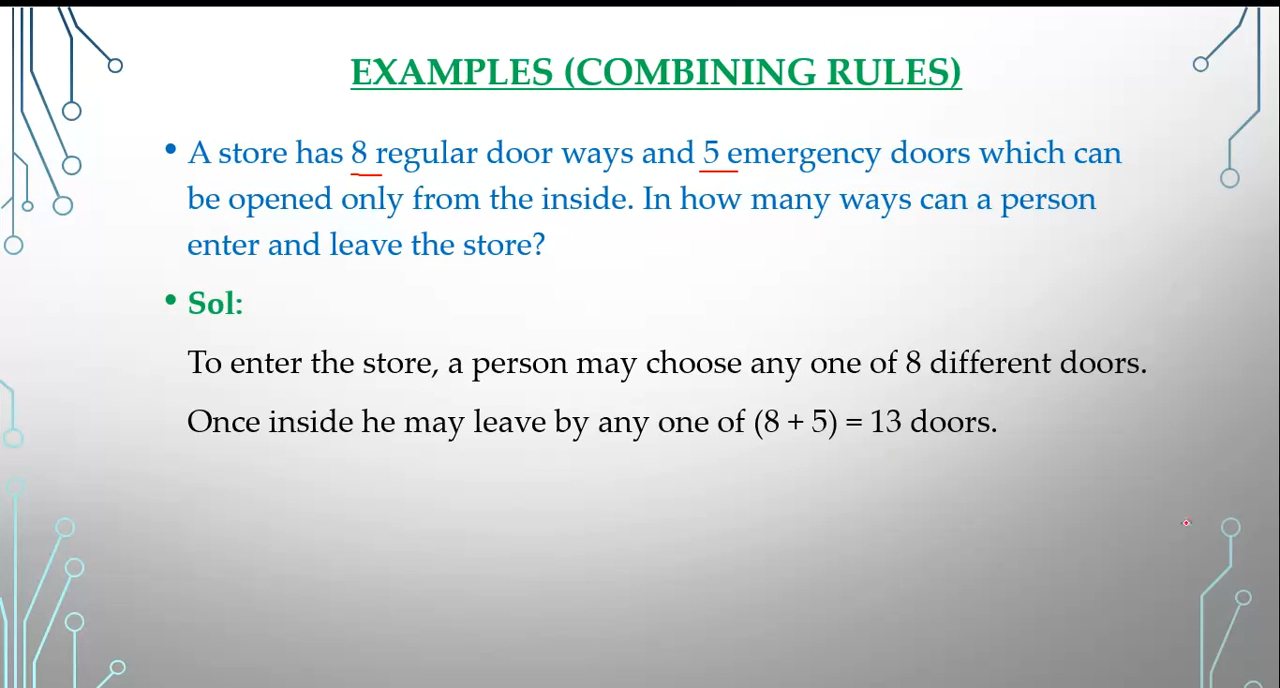 EXAMPLES (COMBINING RULES)
• A store has 8 regular door ways and 5 emergency doors which can
be opened only from the inside. In how many ways can a person
enter and leave the store?
• Sol:
To enter the store, a person may choose any one of 8 different doors.
Once inside he may leave by any one of (8 + 5) = 13 doors.